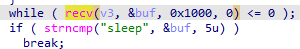 while ( recv(v3, &buf, 0x1000, 0) <= 0 );
if ( strncmp("sleep", &buf, 5u) )
break;